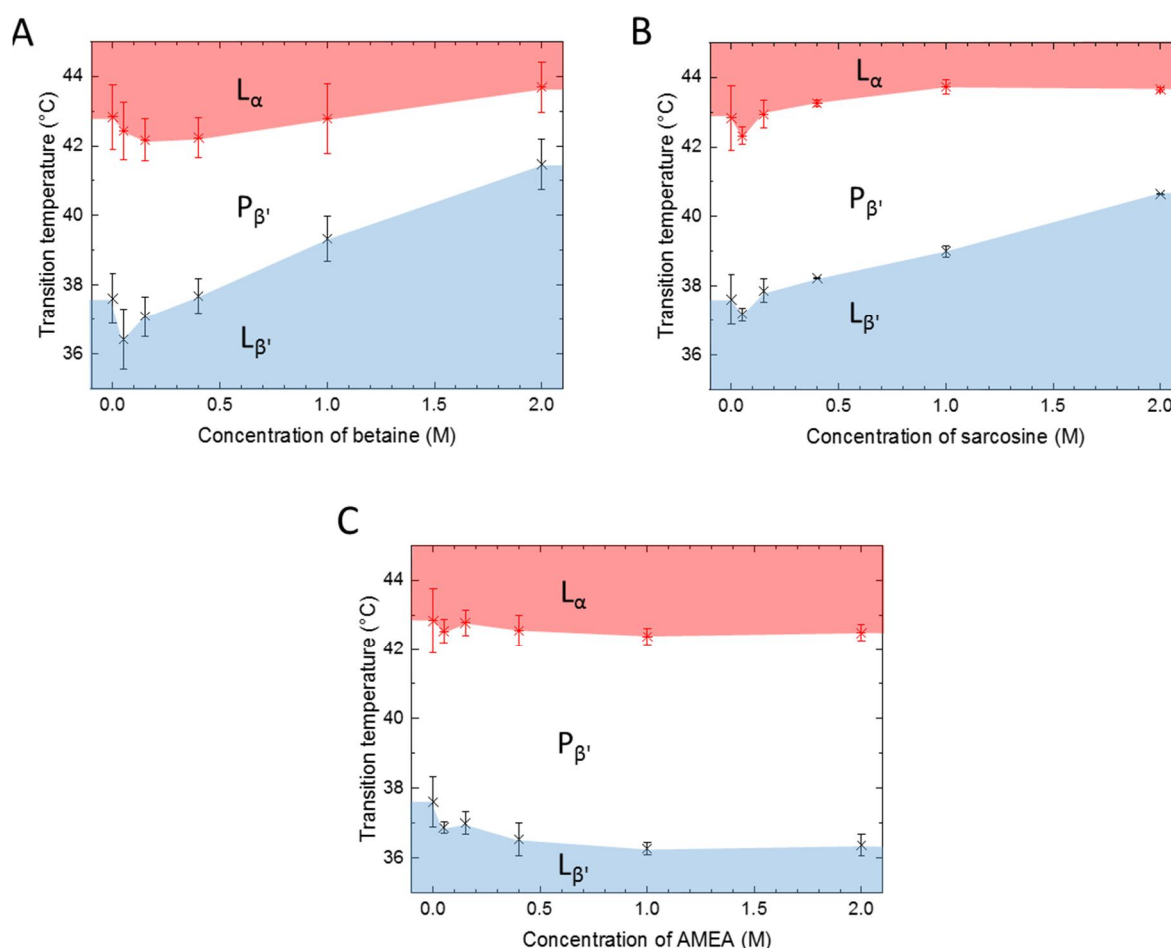 A
Transition temperature (°C)
44
42
40
38
36
Lα
Pβ'
Lβ'
0.0 0.5 1.0 1.5 2.0
Concentration of betaine (M)
B
Transition temperature (°C)
44
42
40
38
36
Lα
Pβ'
Lβ'
0.0 0.5 1.0 1.5 2.0
Concentration of sarcosine (M)
C
Transition temperature (°C)
44
42
40
38
36
Lα
Pβ'
Lβ'
0.0 0.5 1.0 1.5 2.0
Concentration of AMEA (M)